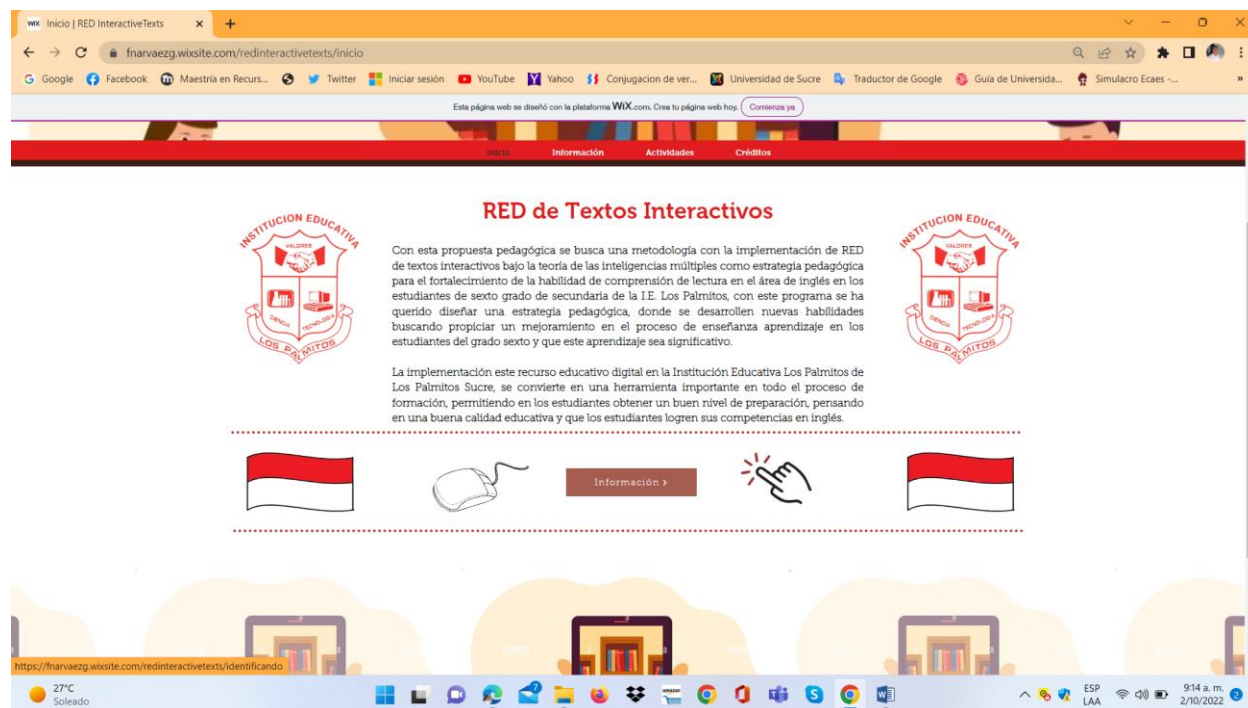 WiX Inicio | RED InteractiveTexts
fnarvaezg.wixsite.com/redinteractivetexts/inicio
Google Facebook Maestría en Recurs... Twitter Iniciar sesión YouTube Yahoo Conjugacion de ver... Universidad de Sucre Traductor de Google Guía de Universida... Simulacro Ecaes -... »
Esta página web se diseñó con la plataforma WiX.com. Crea tu página web hoy. Comienza ya
Inicio Información Actividades Créditos
RED de Textos Interactivos
INSTITUCION EDUCATIVA
VALORES
CIENCIA TECNOLOGIA
LOS PALMITOS
Con esta propuesta pedagógica se busca una metodología con la implementación de RED
de textos interactivos bajo la teoría de las inteligencias múltiples como estrategia pedagógica
para el fortalecimiento de la habilidad de comprensión de lectura en el área de inglés en los
estudiantes de sexto grado de secundaria de la I.E. Los Palmitos, con este programa se ha
querido diseñar una estrategia pedagógica, donde se desarrollen nuevas habilidades
buscando propiciar un mejoramiento en el proceso de enseñanza aprendizaje en los
estudiantes del grado sexto y que este aprendizaje sea significativo.
La implementación este recurso educativo digital en la Institución Educativa Los Palmitos de
Los Palmitos Sucre, se convierte en una herramienta importante en todo el proceso de
formación, permitiendo en los estudiantes obtener un buen nivel de preparación, pensando
en una buena calidad educativa y que los estudiantes logren sus competencias en inglés.
INSTITUCION EDUCATIVA
VALORES
CIENCIA TECNOLOGIA
LOS PALMITOS
Información >
https://fnarvaezg.wixsite.com/redinteractivetexts/identificando
27°C
Soleado
amazon
ESP
LAA
9:14 a. m.
2/10/2022
2